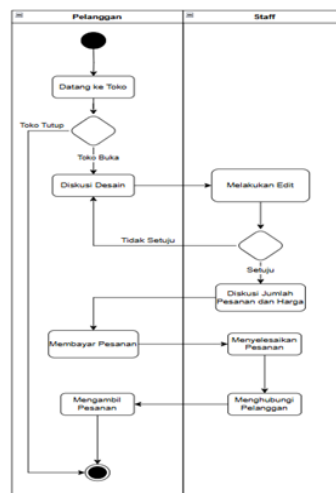 Pelanggan
Staff
Datang ke Toko
Toko Tutup
Toko Buka
Diskusi Desain
Melakukan Edit
Tidak Setuju
Setuju
Diskusi Jumlah
Pesanan dan Harga
Membayar Pesanan
Menyelesaikan
Pesanan
Mengambil
Pesanan
Menghubungi
Pelanggan